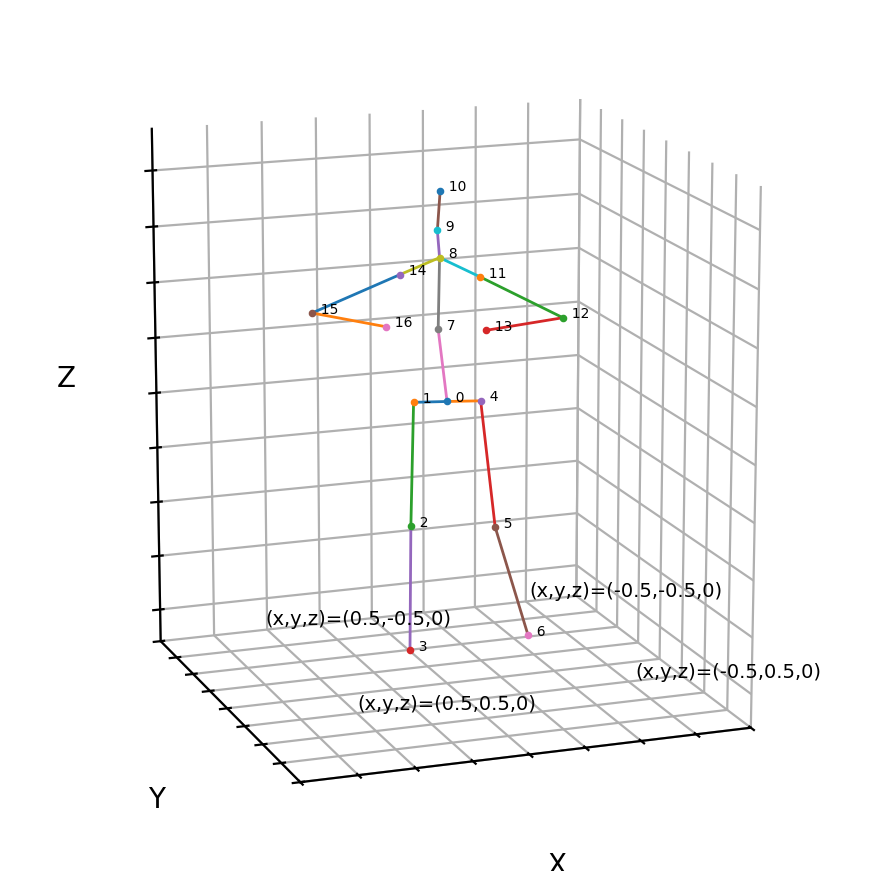 10
9
8
14
11
15
12
16
13
7
Z
1
0
4
2
5
(x,y,z)=(-0.5,-0.5,0)
(x,y,z)=(0.5,-0.5,0)
6
3
(x,y,z)=(-0.5,0.5,0)
(x,y,z)=(0.5,0.5,0)
Y
X